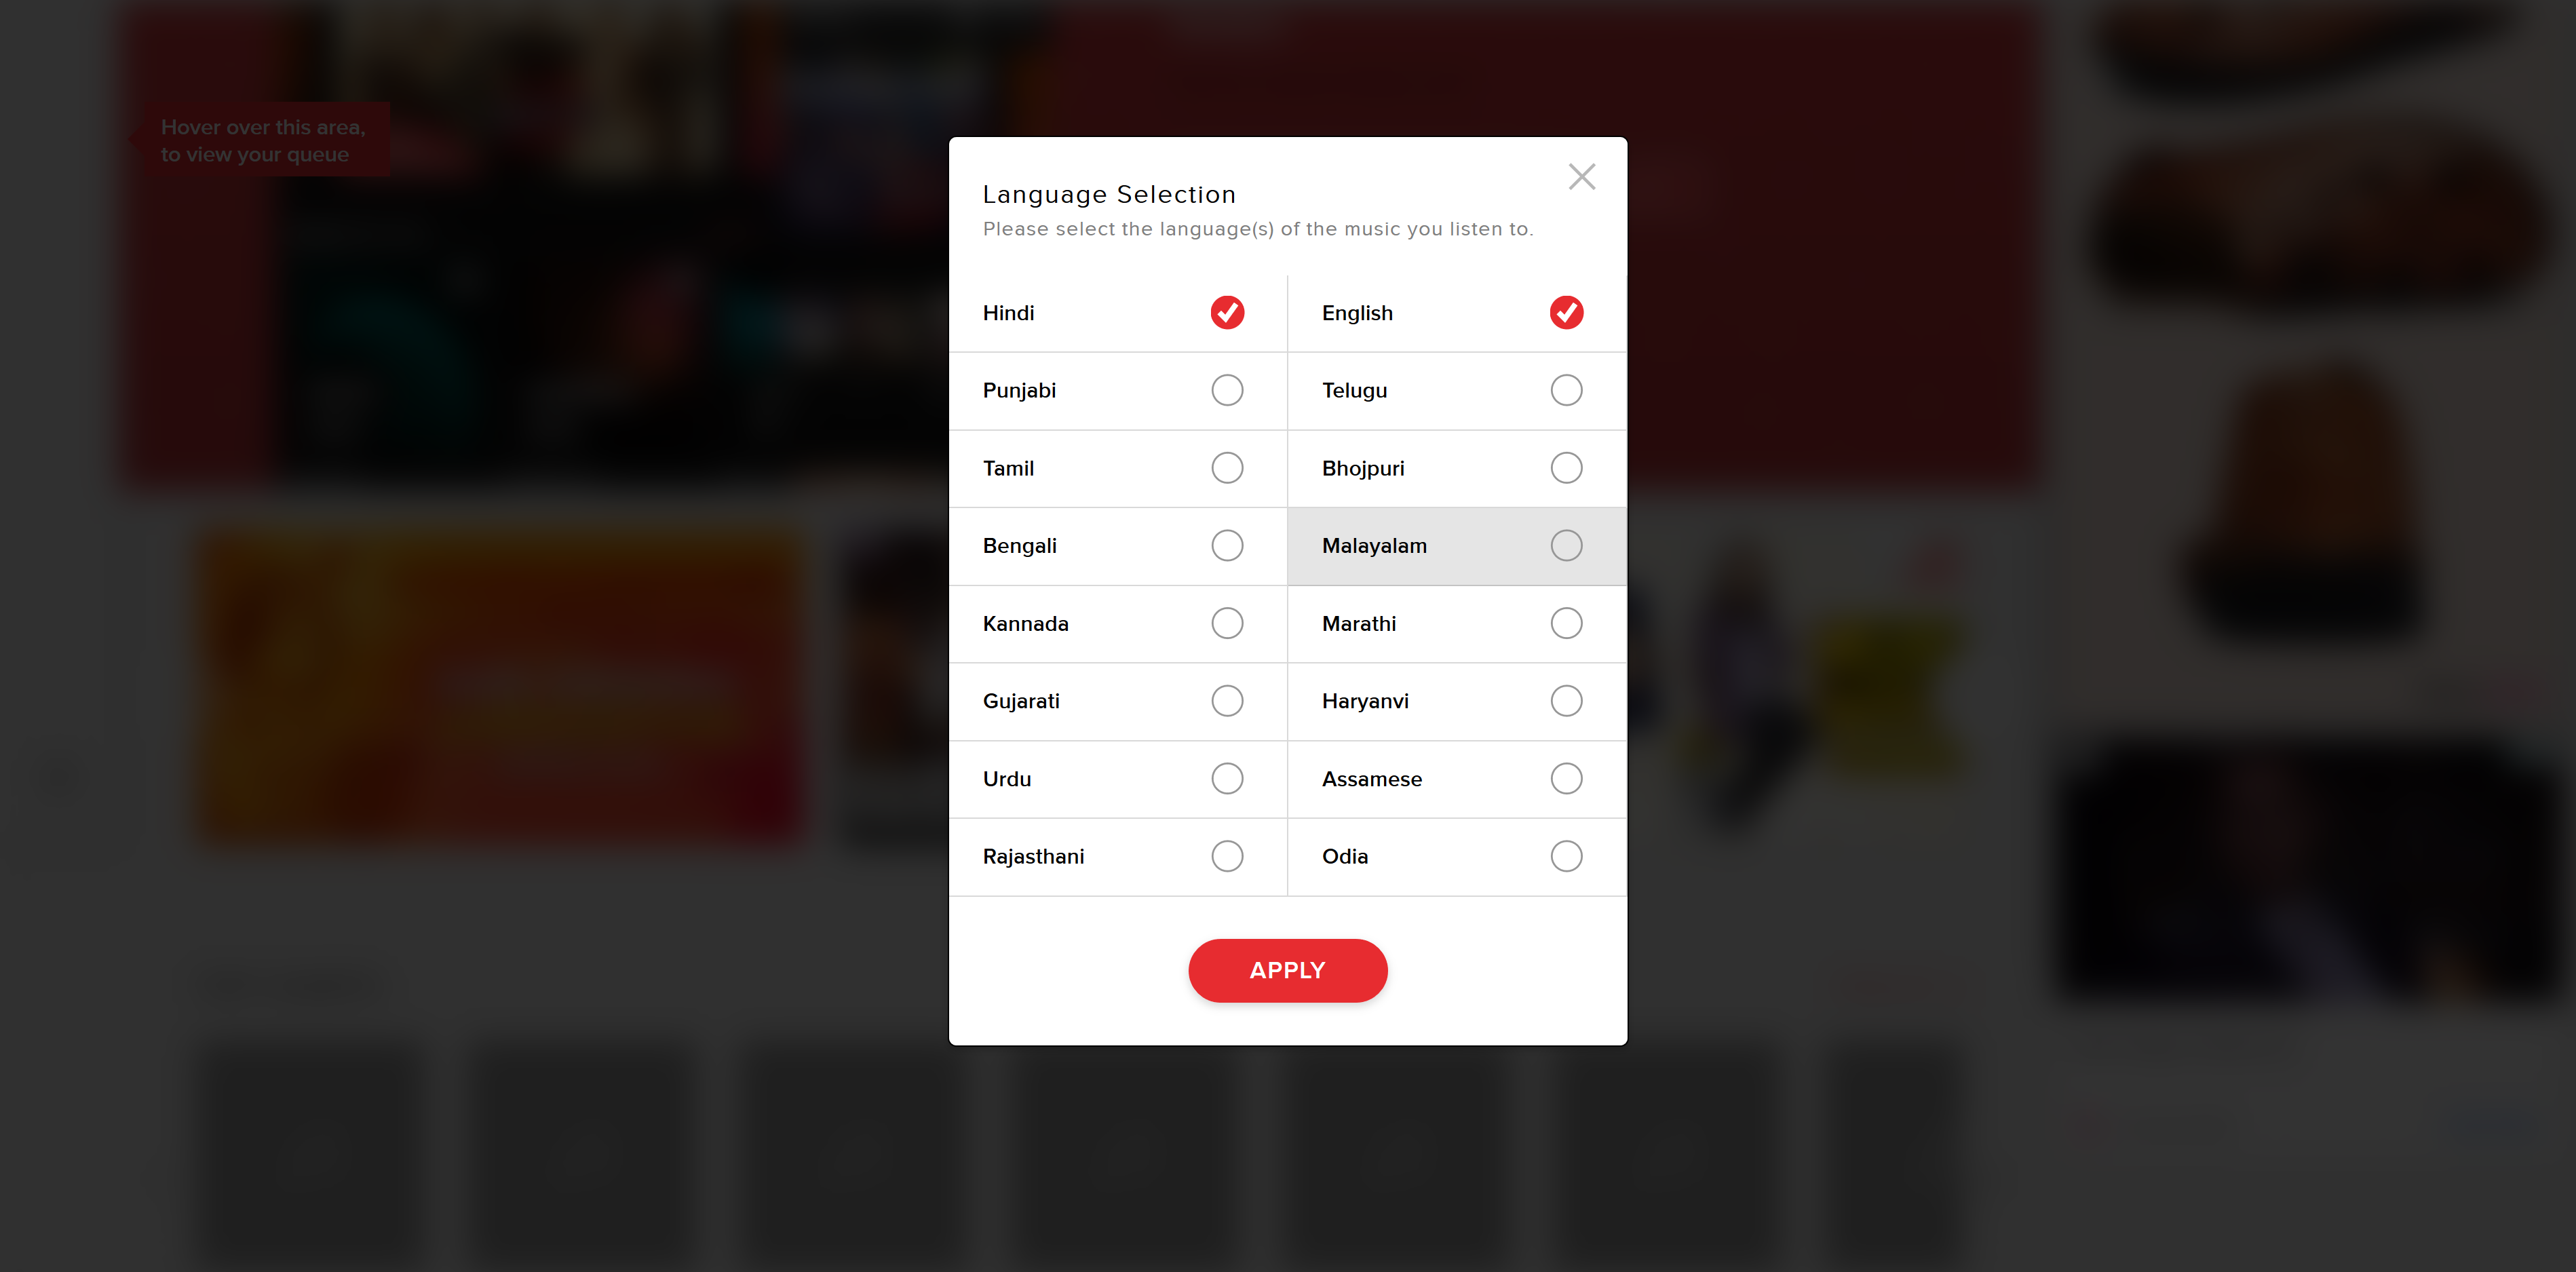 Hover over this area,
to view your queue
Language Selection
Please select the language(s) of the music you listen to.
Hindi
English
Punjabi
Telugu
Tamil
Bhojpuri
Bengali
Malayalam
Kannada
Marathi
Gujarati
Haryanvi
Urdu
Assamese
Rajasthani
Odia
APPLY